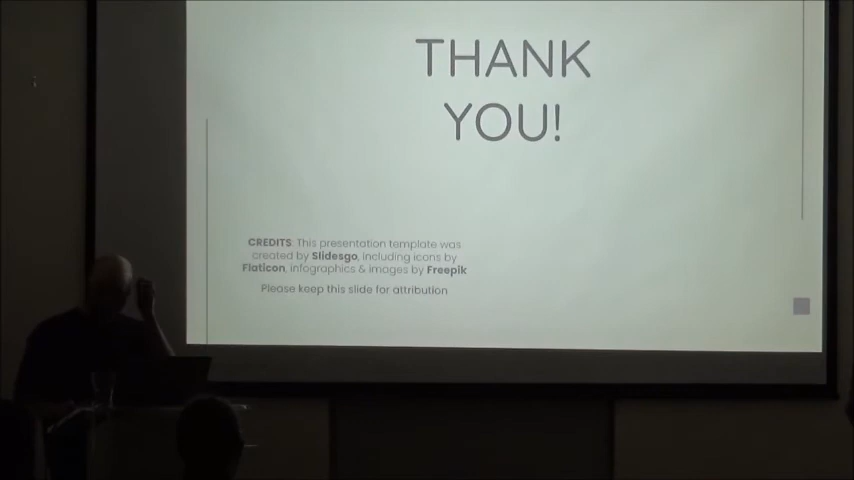 THANK
YOU!
CREDITS: This presentation template was
created by Slidesgo, including icons by
Flaticon, infographics & images by Freepik
Please keep this slide for attribution